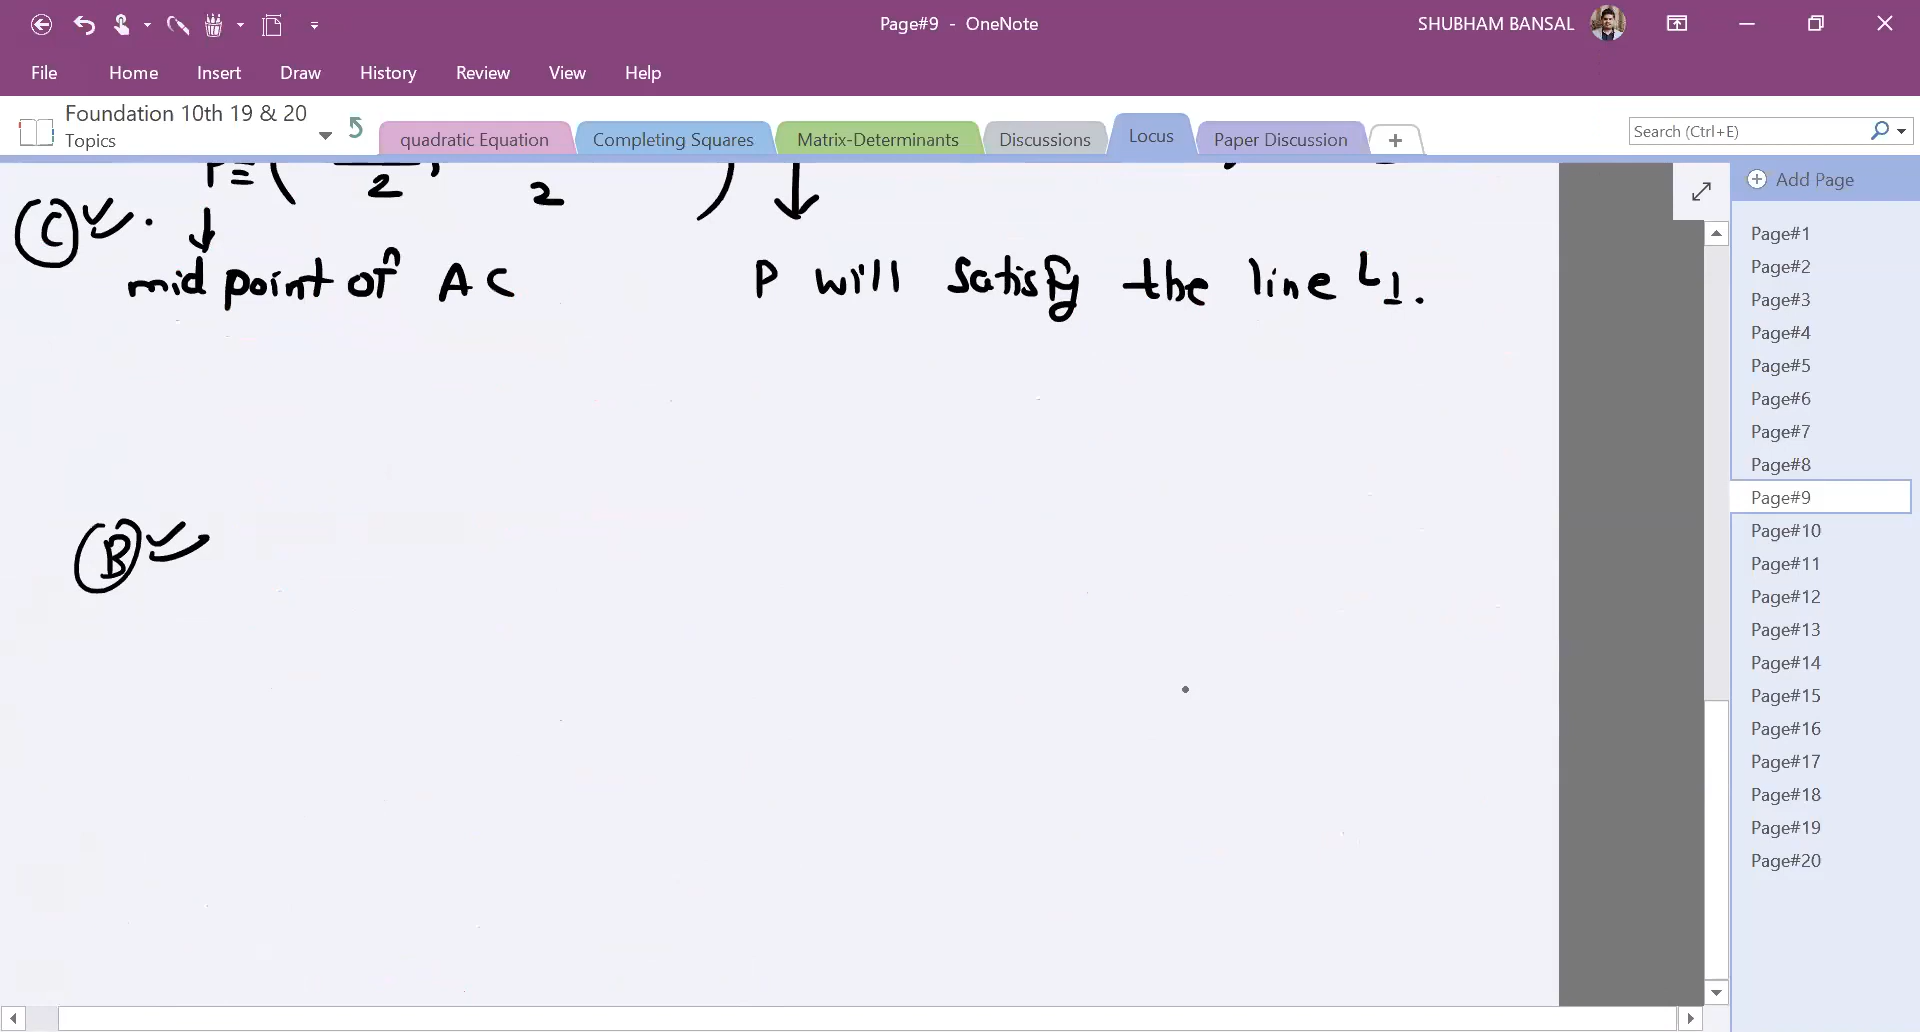 Page#9 - OneNote
SHUBHAM BANSAL
File Home Insert Draw History Review View Help
Foundation 10th 19 & 20
Topics
quadratic Equation
Completing Squares
Matrix-Determinants
Discussions
Locus
Paper Discussion
Search (Ctrl+E)
Add Page
P ≡ ( 2 , 2 )
C
mid point of AC
P will satisfy the line L1.
B
Page#1
Page#2
Page#3
Page#4
Page#5
Page#6
Page#7
Page#8
Page#9
Page#10
Page#11
Page#12
Page#13
Page#14
Page#15
Page#16
Page#17
Page#18
Page#19
Page#20